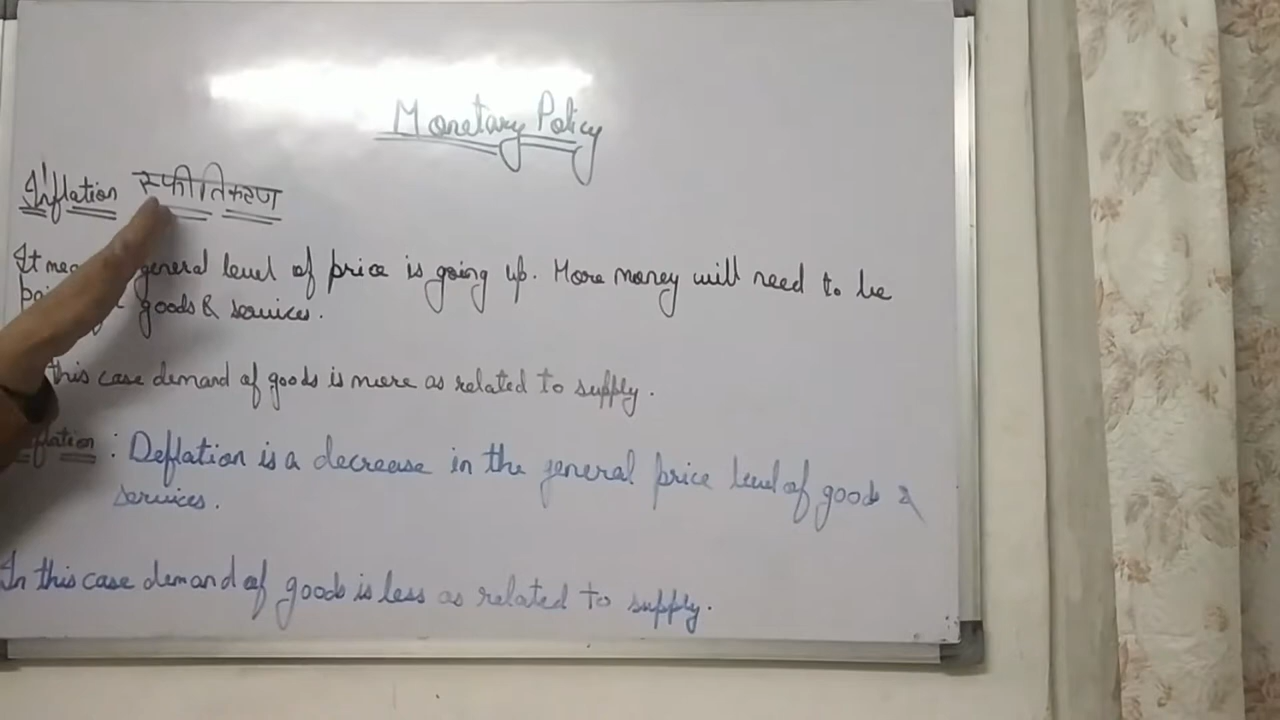 Monetary Policy
Inflation स्फीतिकरण
It general level of price is going up. More money will need to be
goods & services.
this case demand of goods is more as related to supply.
: Deflation is a decrease in the general price level of goods &
services.
In this case demand of goods is less as related to supply.